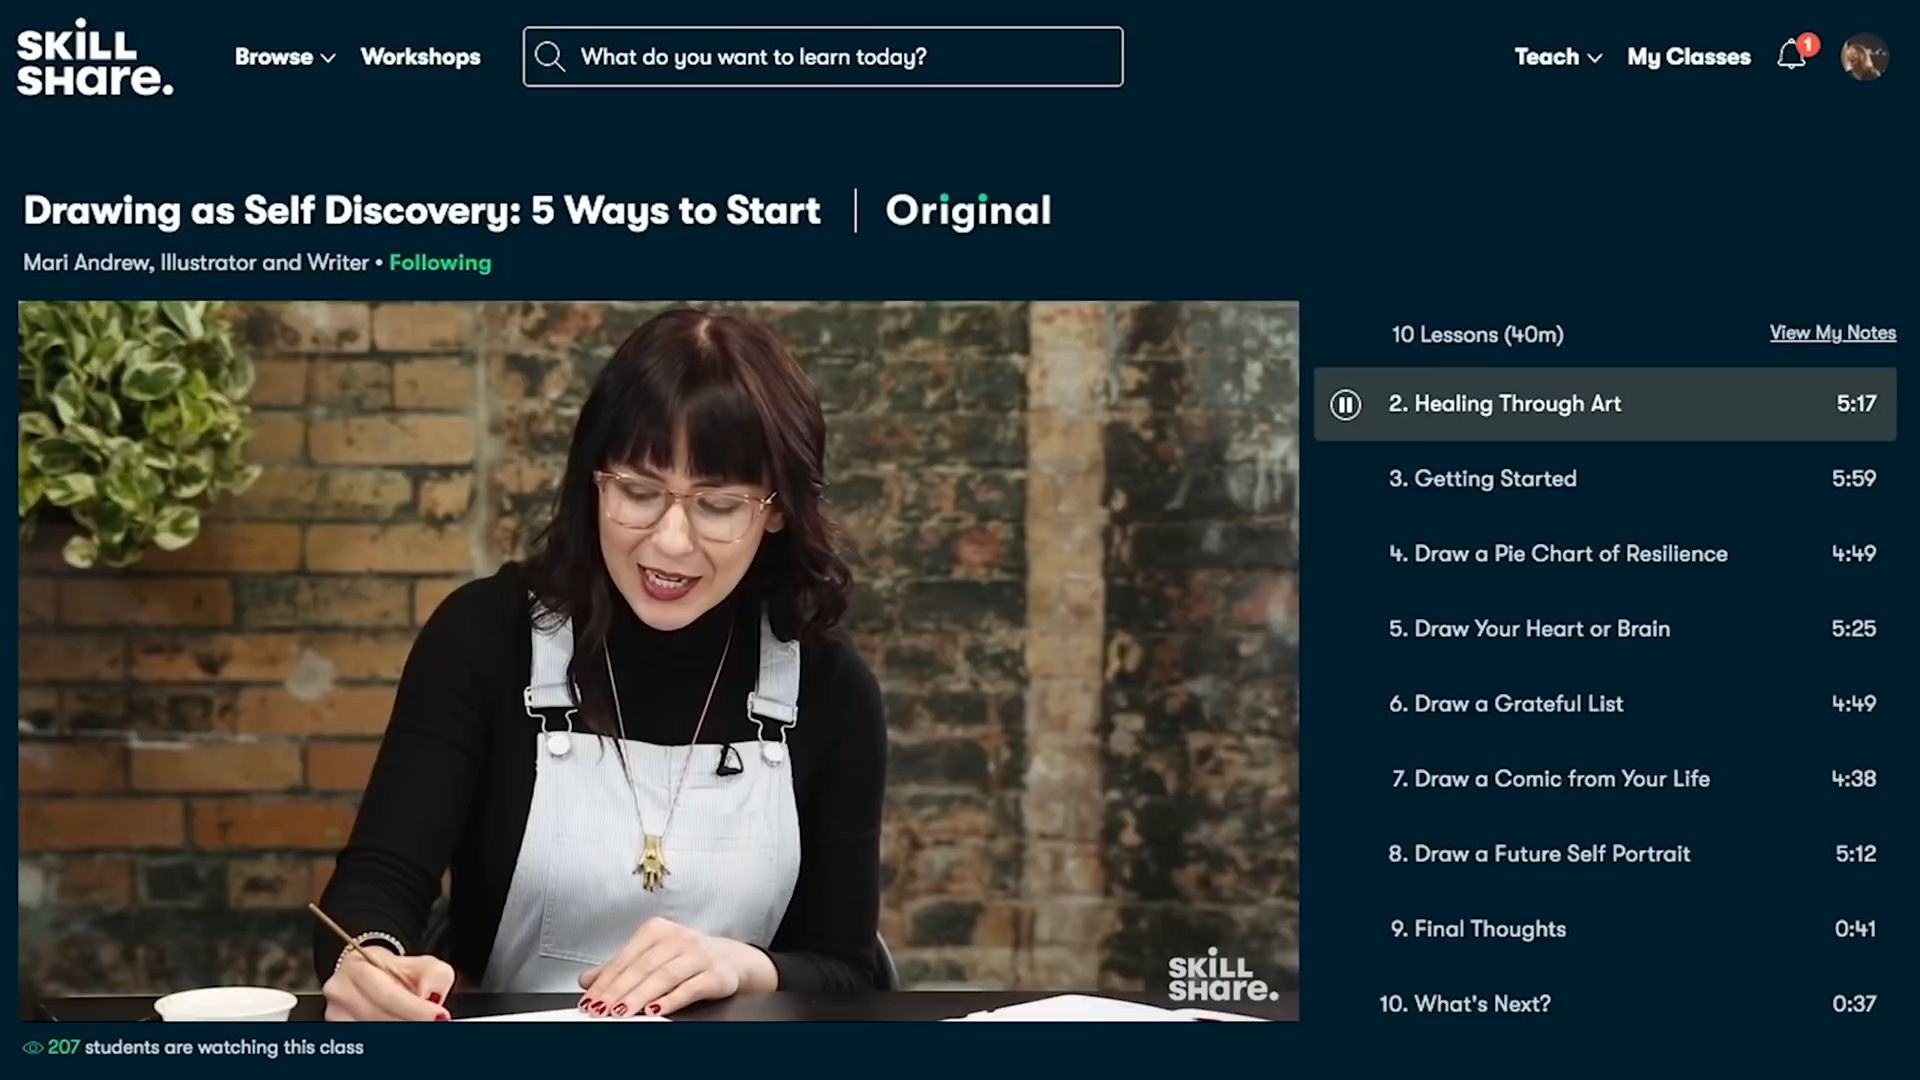 SKILL
SHARE.
Browse
Workshops
What do you want to learn today?
Teach
My Classes
1
Drawing as Self Discovery: 5 Ways to Start | Original
Mari Andrew, Illustrator and Writer • Following
10 Lessons (40m)
View My Notes
2. Healing Through Art 5:17
3. Getting Started 5:59
4. Draw a Pie Chart of Resilience 4:49
5. Draw Your Heart or Brain 5:25
6. Draw a Grateful List 4:49
7. Draw a Comic from Your Life 4:38
8. Draw a Future Self Portrait 5:12
9. Final Thoughts 0:41
10. What's Next? 0:37
SKILL
SHARE.
207 students are watching this class